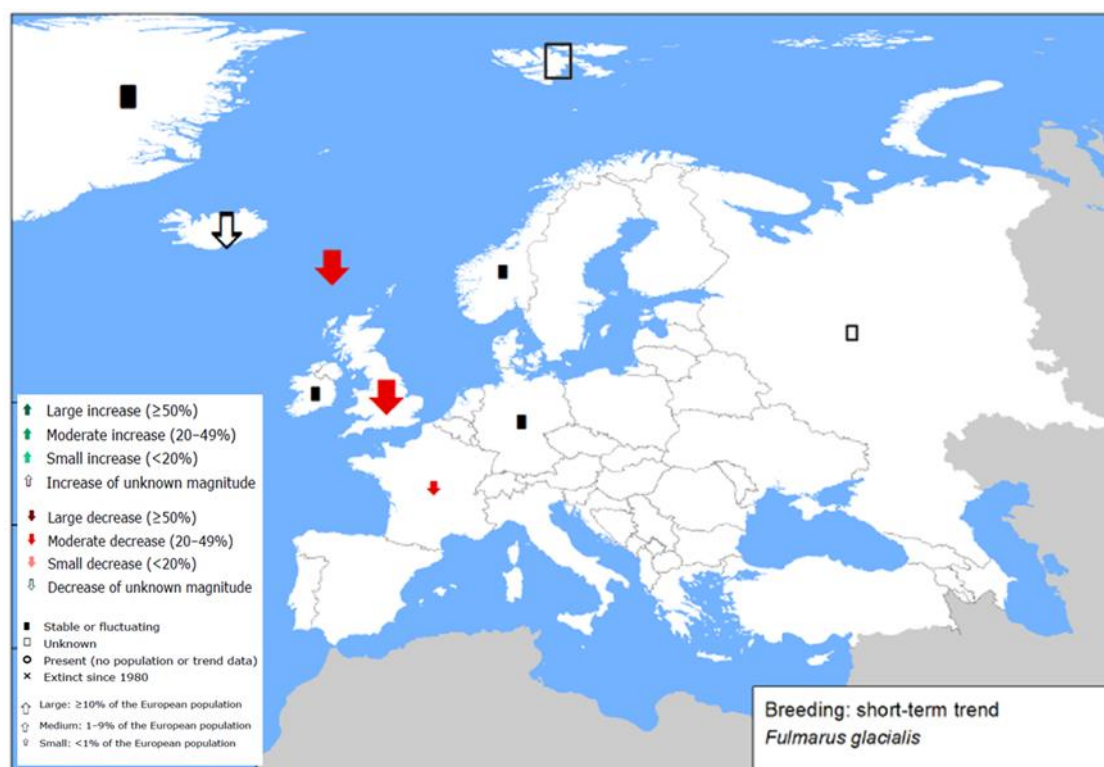 Large increase (≥50%)
Moderate increase (20–49%)
Small increase (<20%)
Increase of unknown magnitude
Large decrease (≥50%)
Moderate decrease (20–49%)
Small decrease (<20%)
Decrease of unknown magnitude
Stable or fluctuating
Unknown
Present (no population or trend data)
Extinct since 1980
Large: ≥10% of the European population
Medium: 1–9% of the European population
Small: <1% of the European population
Breeding: short-term trend
Fulmarus glacialis